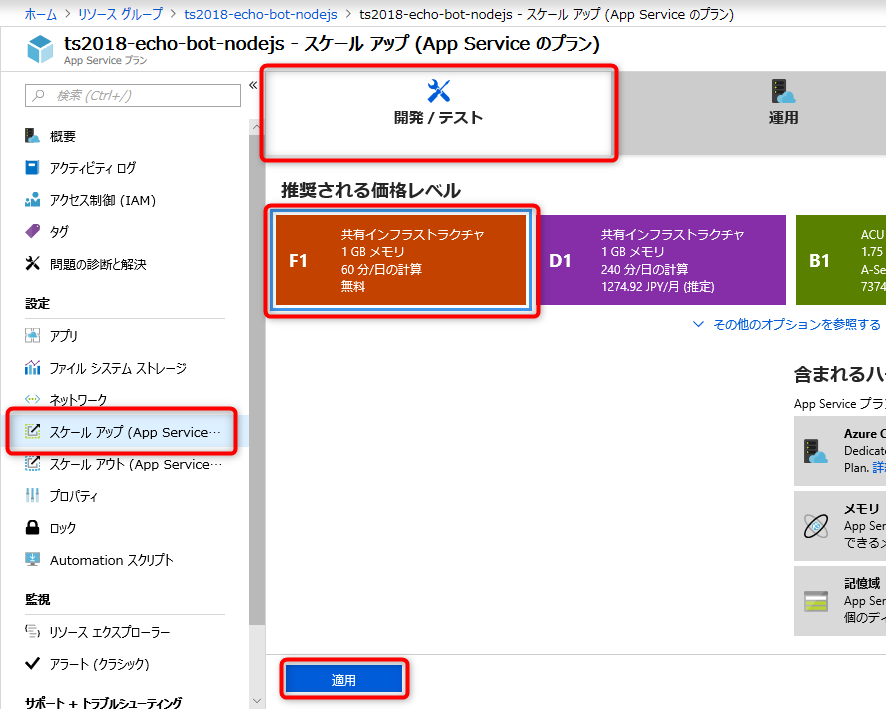 ホーム > リソース グループ > ts2018-echo-bot-nodejs > ts2018-echo-bot-nodejs - スケール アップ (App Service のプラン)
ts2018-echo-bot-nodejs - スケール アップ (App Service のプラン)
App Service プラン
検索 (Ctrl+/)
«
概要
アクティビティ ログ
アクセス制御 (IAM)
タグ
問題の診断と解決
設定
アプリ
ファイル システム ストレージ
ネットワーク
スケール アップ (App Service…
スケール アウト (App Service…
プロパティ
ロック
Automation スクリプト
監視
リソース エクスプローラー
アラート (クラシック)
サポート + トラブルシューティング
開発 / テスト
運用
推奨される価格レベル
F1
共有インフラストラクチャ
1 GB メモリ
60 分/日の計算
無料
D1
共有インフラストラクチャ
1 GB メモリ
240 分/日の計算
1274.92 JPY/月 (推定)
B1
ACU
1.75
A-Se
7374
その他のオプションを参照する
含まれるハ
App Service プラ
Azure C
Dedicate
Plan. 詳
メモリ
App Ser
できるメ
記憶域
App Ser
個のディ
適用